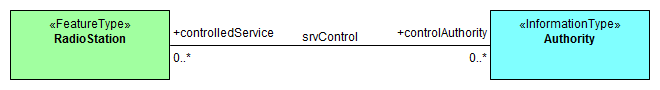 «FeatureType»
RadioStation
+controlledService
srvControl
+controlAuthority
0..*
0..*
«InformationType»
Authority